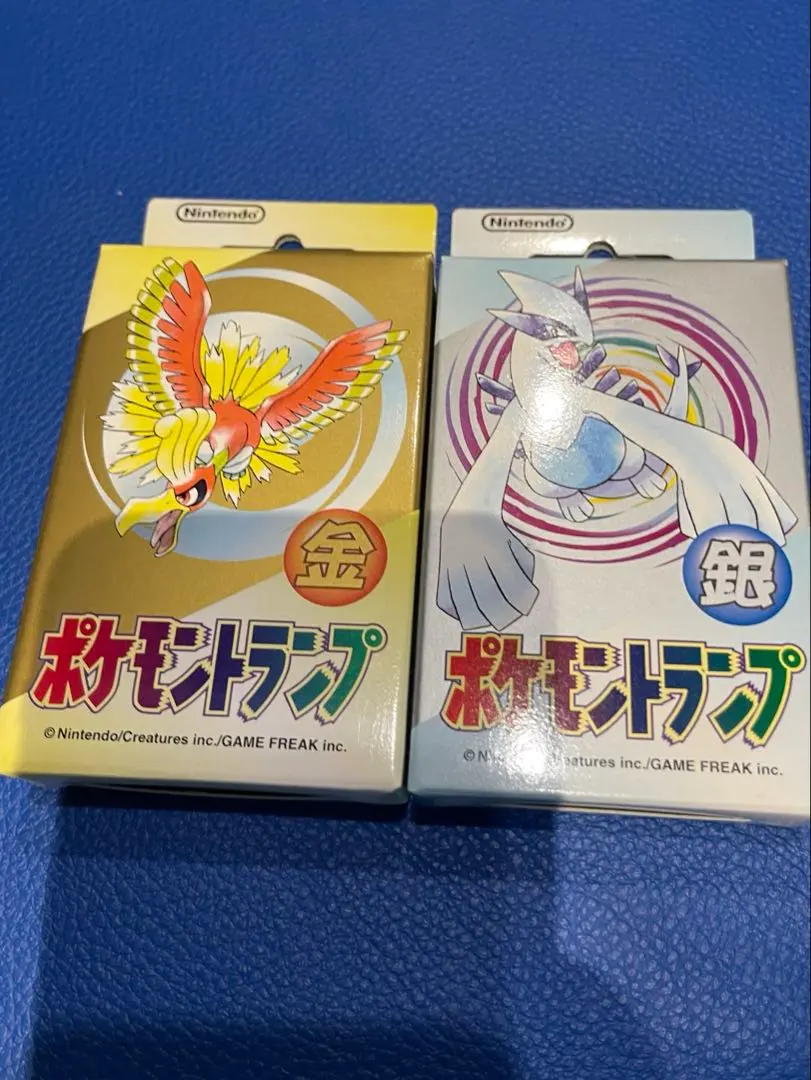 Nintendo
金
ポケモントランプ
©Nintendo/Creatures inc./GAME FREAK inc.
Nintendo
銀
ポケモントランプ
© N eatures inc./GAME FREAK inc.